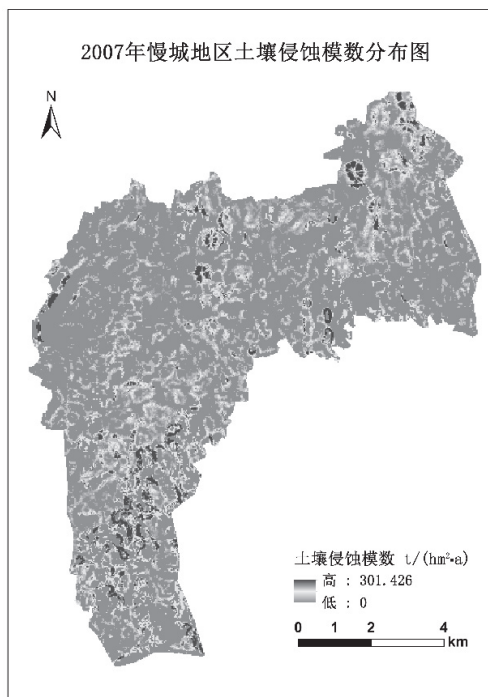 2007年慢城地区土壤侵蚀模数分布图
N
土壤侵蚀模数 t/(hm²•a)
高 : 301.426
低 : 0
0 1 2 4
km